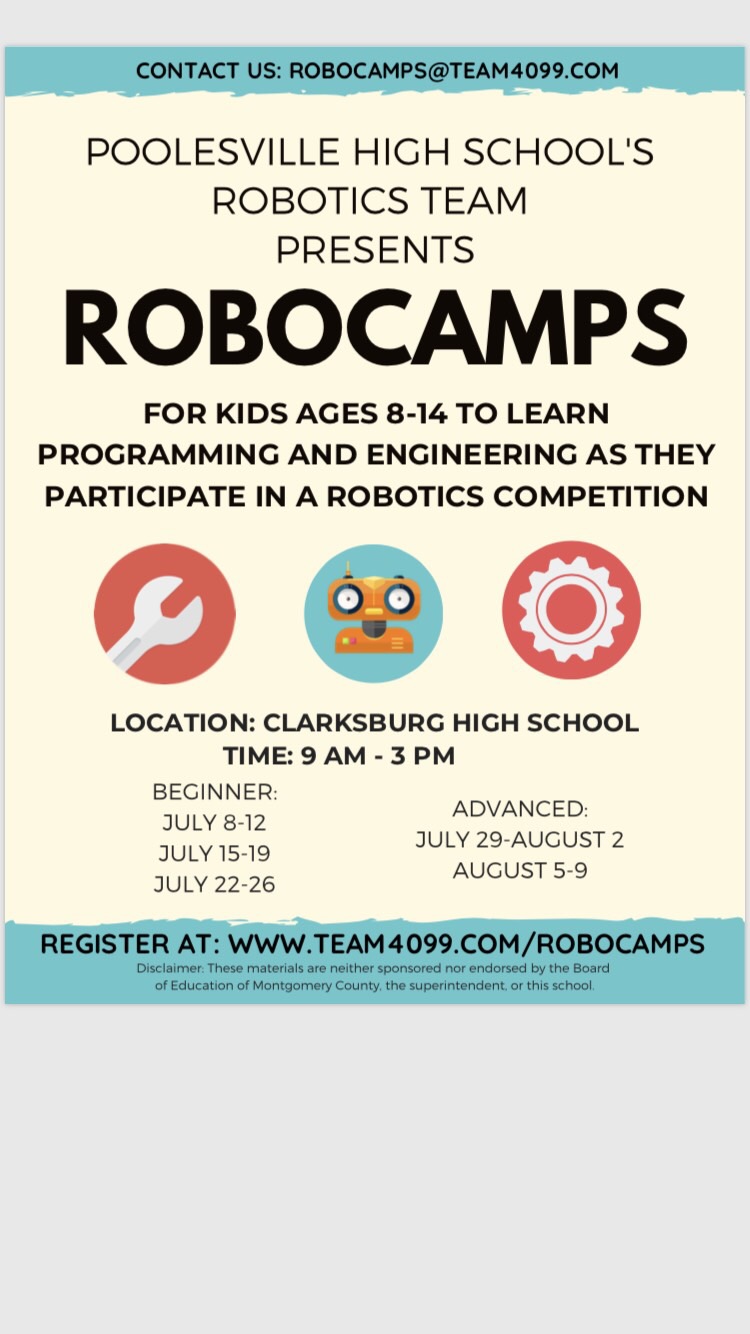 CONTACT US: ROBOCAMPS@TEAM4099.COM
POOLESVILLE HIGH SCHOOL'S
ROBOTICS TEAM
PRESENTS
ROBOCAMPS
FOR KIDS AGES 8-14 TO LEARN
PROGRAMMING AND ENGINEERING AS THEY
PARTICIPATE IN A ROBOTICS COMPETITION
LOCATION: CLARKSBURG HIGH SCHOOL
TIME: 9 AM - 3 PM
BEGINNER:
JULY 8-12
JULY 15-19
JULY 22-26
ADVANCED:
JULY 29-AUGUST 2
AUGUST 5-9
REGISTER AT: WWW.TEAM4099.COM/ROBOCAMPS
Disclaimer: These materials are neither sponsored nor endorsed by the Board
of Education of Montgomery County, the superintendent, or this school.